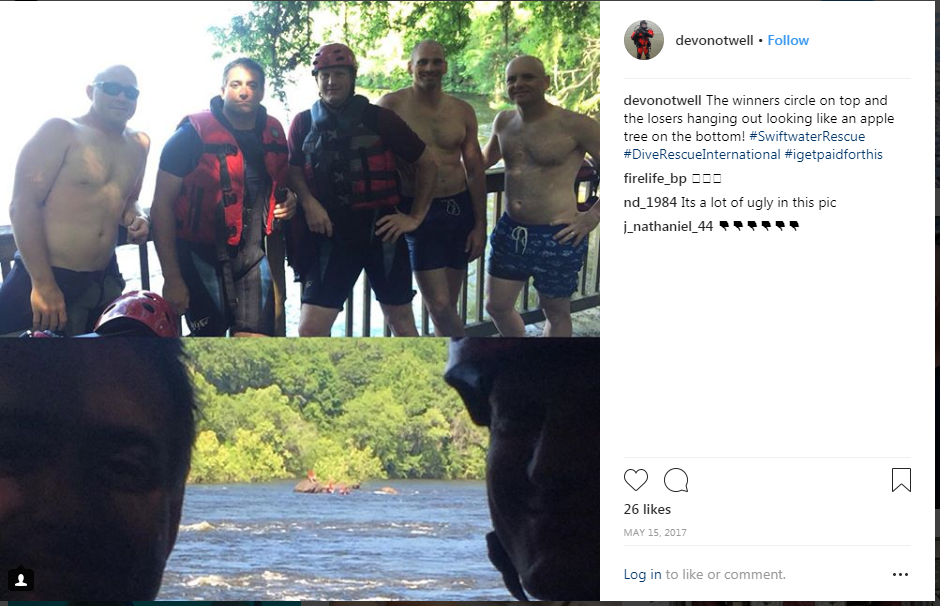 devonotwell • Follow
devonotwell The winners circle on top and
the losers hanging out looking like an apple
tree on the bottom! #SwiftwaterRescue
#DiveRescueInternational #igetpaidforthis
firelife_bp □□□
nd_1984 Its a lot of ugly in this pic
j_nathaniel_44 👎🏿👎🏿👎🏿👎🏿👎🏿👎🏿
26 likes
MAY 15, 2017
Log in to like or comment.